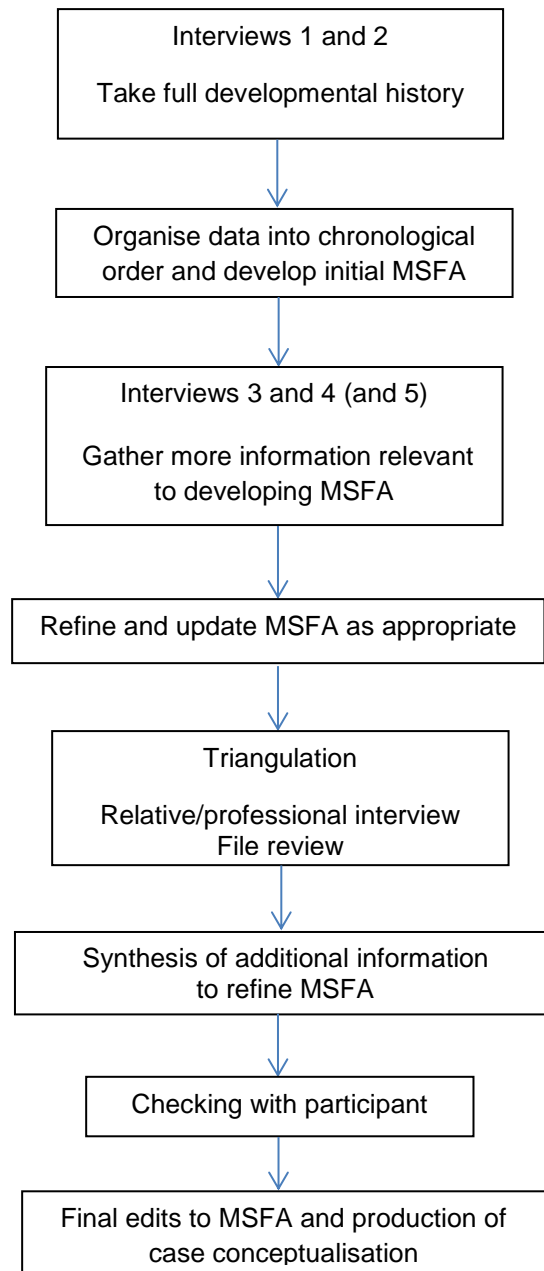 Interviews 1 and 2
Take full developmental history
Organise data into chronological
order and develop initial MSFA
Interviews 3 and 4 (and 5)
Gather more information relevant
to developing MSFA
Refine and update MSFA as appropriate
Triangulation
Relative/professional interview
File review
Synthesis of additional information
to refine MSFA
Checking with participant
Final edits to MSFA and production of
case conceptualisation